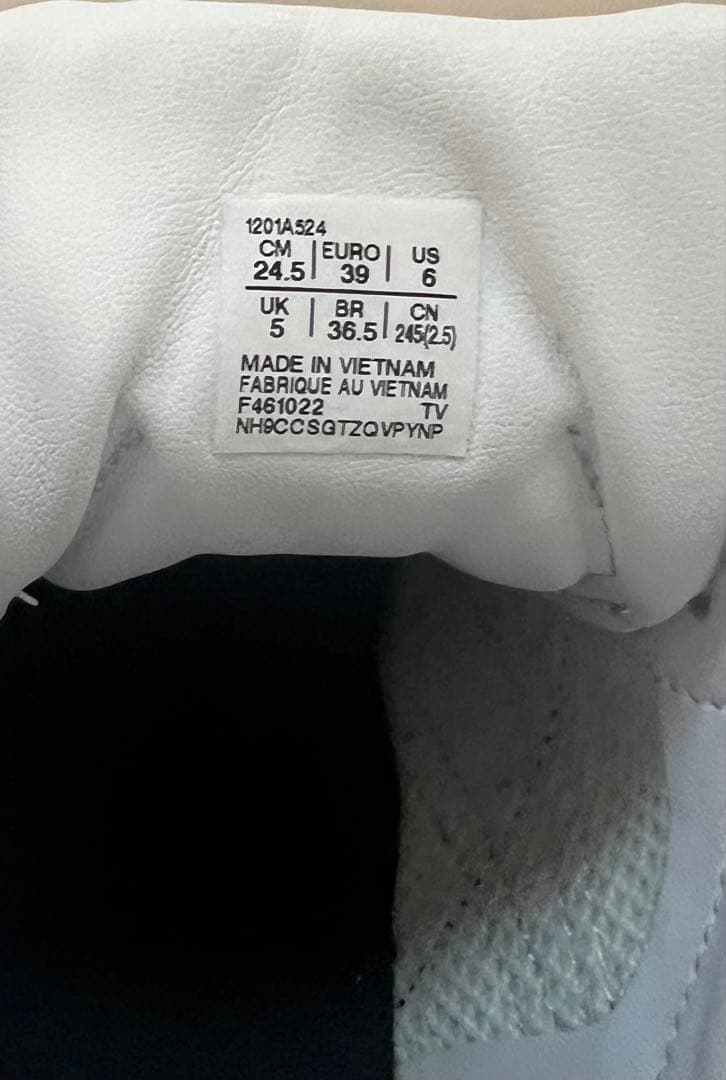 1201A524
CM | EURO | US
24.5 | 39 | 6
UK | BR | CN
5 | 36.5 | 245(2.5)
MADE IN VIETNAM
FABRIQUE AU VIETNAM
F461022 TV
NH9CCSGTZQVPYNP